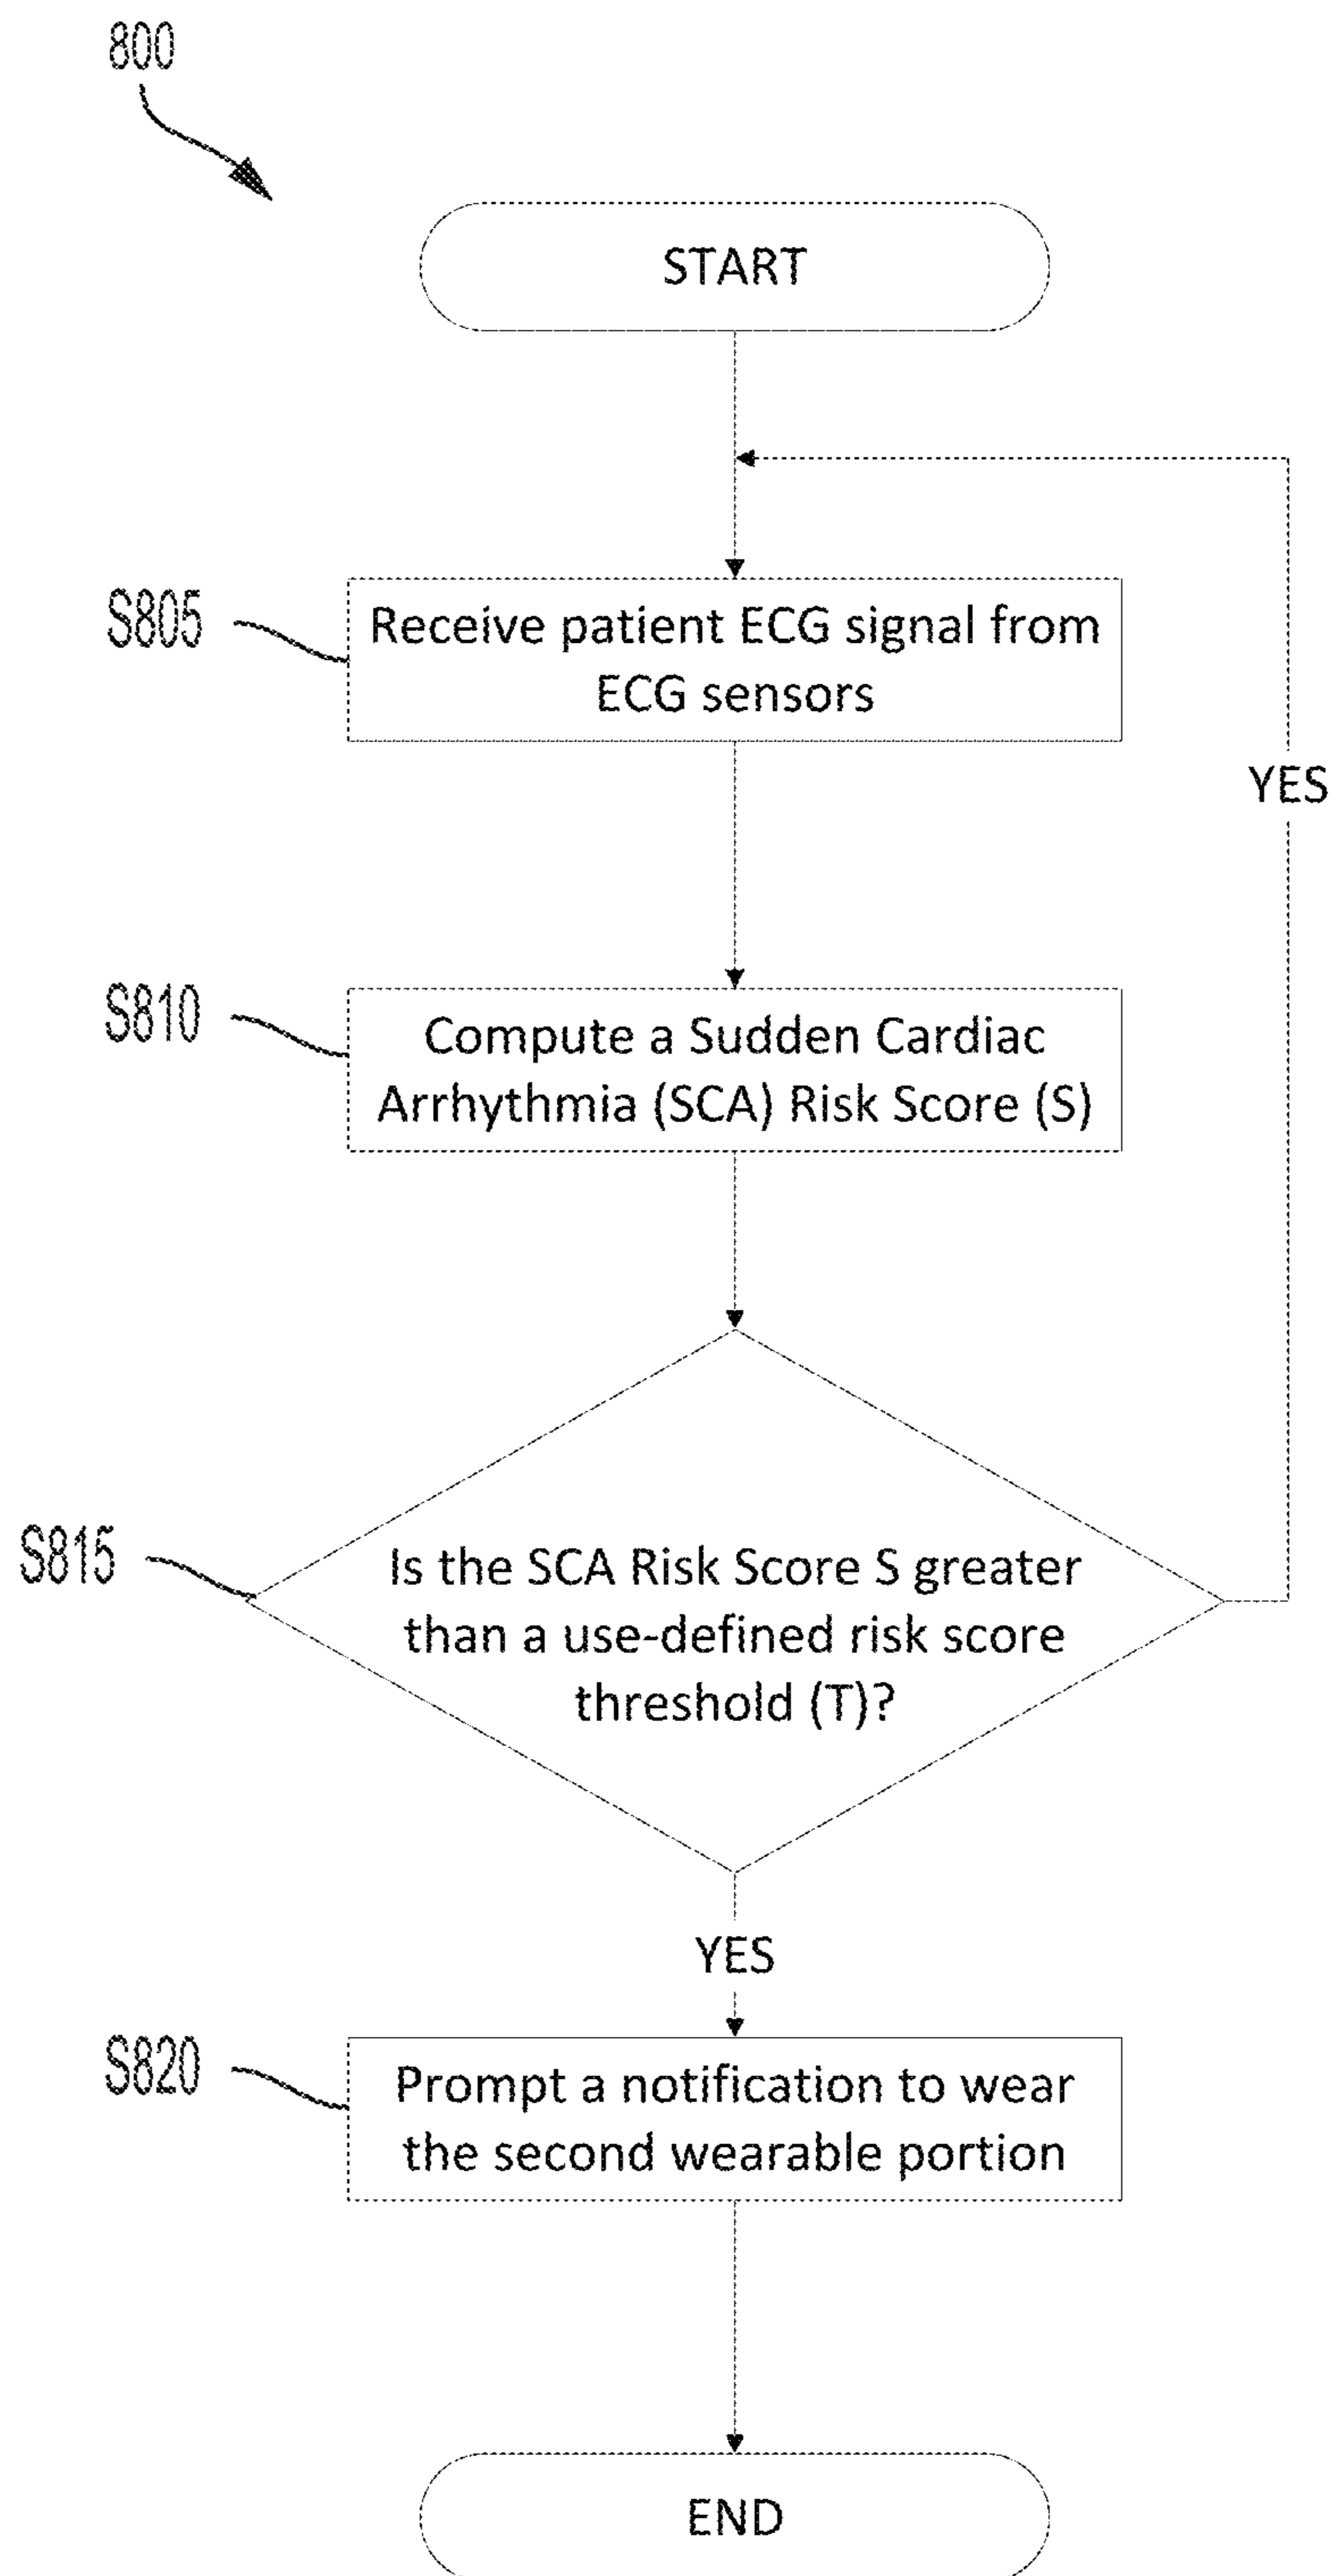 800
START
S805
Receive patient ECG signal from
ECG sensors
YES
S810
Compute a Sudden Cardiac
Arrhythmia (SCA) Risk Score (S)
S815
Is the SCA Risk Score S greater
than a use-defined risk score
threshold (T)?
YES
S820
Prompt a notification to wear
the second wearable portion
END